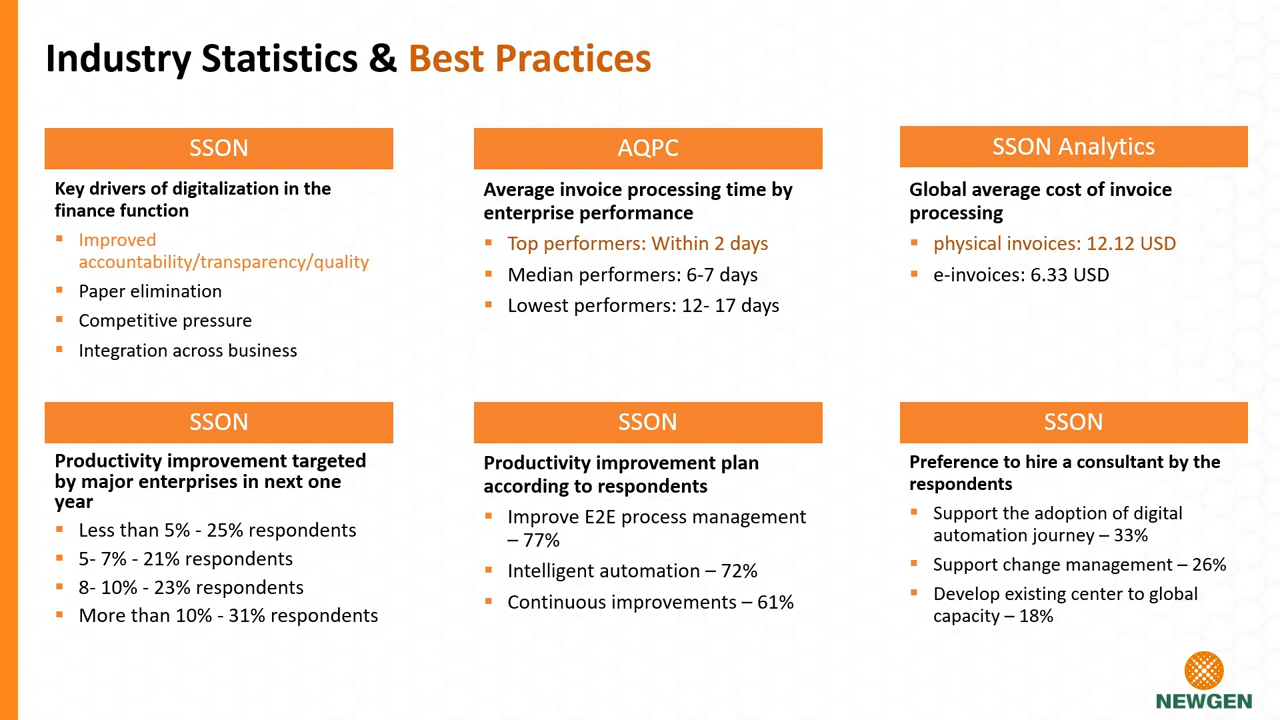 Industry Statistics & Best Practices
SSON
Key drivers of digitalization in the
finance function
Improved
accountability/transparency/quality
Paper elimination
Competitive pressure
Integration across business
AQPC
Average invoice processing time by
enterprise performance
Top performers: Within 2 days
Median performers: 6-7 days
Lowest performers: 12- 17 days
SSON Analytics
Global average cost of invoice
processing
physical invoices: 12.12 USD
e-invoices: 6.33 USD
SSON
Productivity improvement targeted
by major enterprises in next one
year
Less than 5% - 25% respondents
5- 7% - 21% respondents
8- 10% - 23% respondents
More than 10% - 31% respondents
SSON
Productivity improvement plan
according to respondents
Improve E2E process management
– 77%
Intelligent automation – 72%
Continuous improvements – 61%
SSON
Preference to hire a consultant by the
respondents
Support the adoption of digital
automation journey – 33%
Support change management – 26%
Develop existing center to global
capacity – 18%
NEWGEN